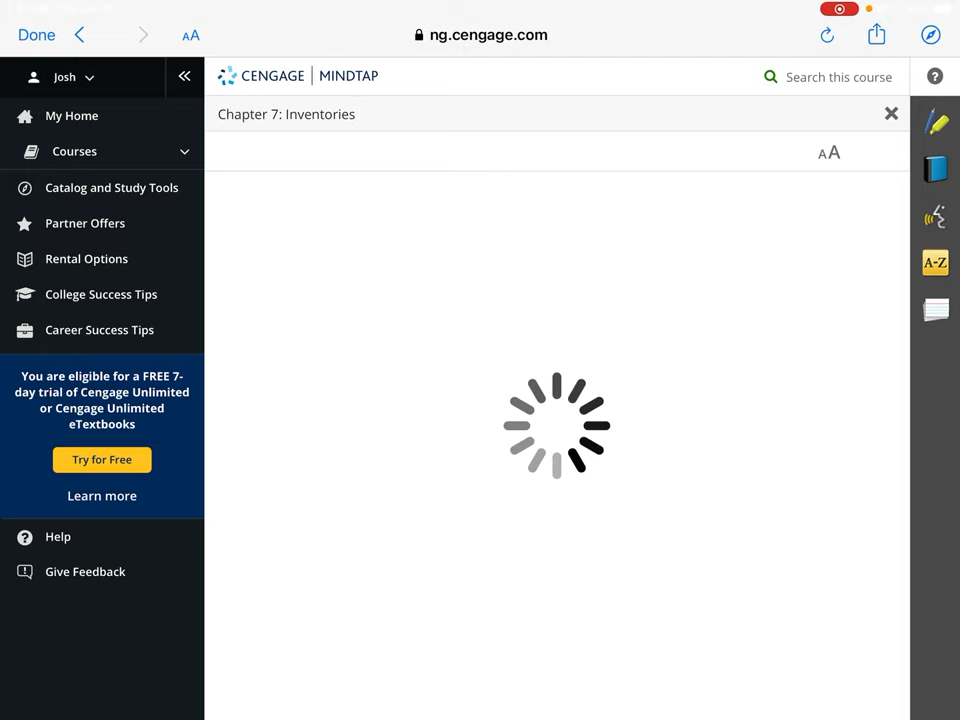 Done
AA
ng.cengage.com
Josh
CENGAGE | MINDTAP
Search this course
?
My Home
Chapter 7: Inventories
AA
Courses
Catalog and Study Tools
Partner Offers
Rental Options
A-Z
College Success Tips
Career Success Tips
You are eligible for a FREE 7-
day trial of Cengage Unlimited
or Cengage Unlimited
eTextbooks
Try for Free
Learn more
Help
Give Feedback